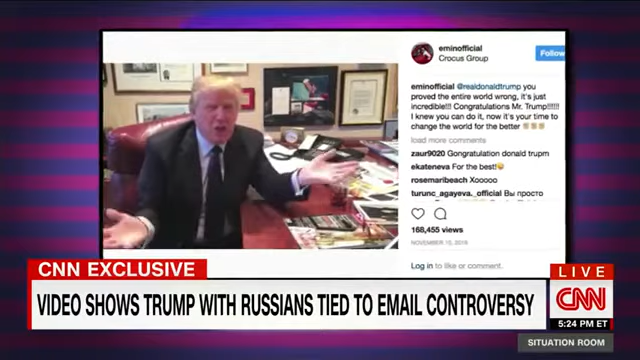 eminofficial
Crocus Group
Follow
eminofficial @realdonaldtrump you
proved the entire world wrong, it's just
incredible!!! Congratulations Mr. Trump!!!!!!
I knew you can do it, now it's your time to
change the world for the better 👏👏👏
load more comments
zaur9020 Gongratulation donald trupm
ekateneva For the best!😜
rosemaribeach Xooooo
turunc_agayeva._official Вы просто
168,455 views
NOVEMBER 10, 2016
Log in to like or comment.
CNN EXCLUSIVE
VIDEO SHOWS TRUMP WITH RUSSIANS TIED TO EMAIL CONTROVERSY
LIVE
CNN
5:24 PM ET
SITUATION ROOM